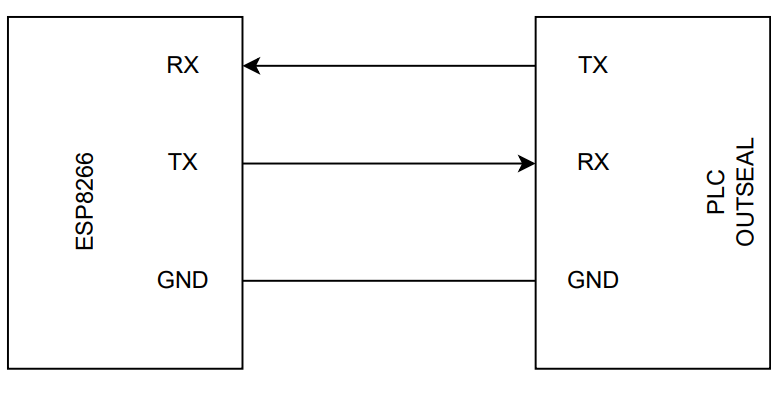 RX
TX
TX
RX
GND
GND
ESP8266
PLC
OUTSEAL